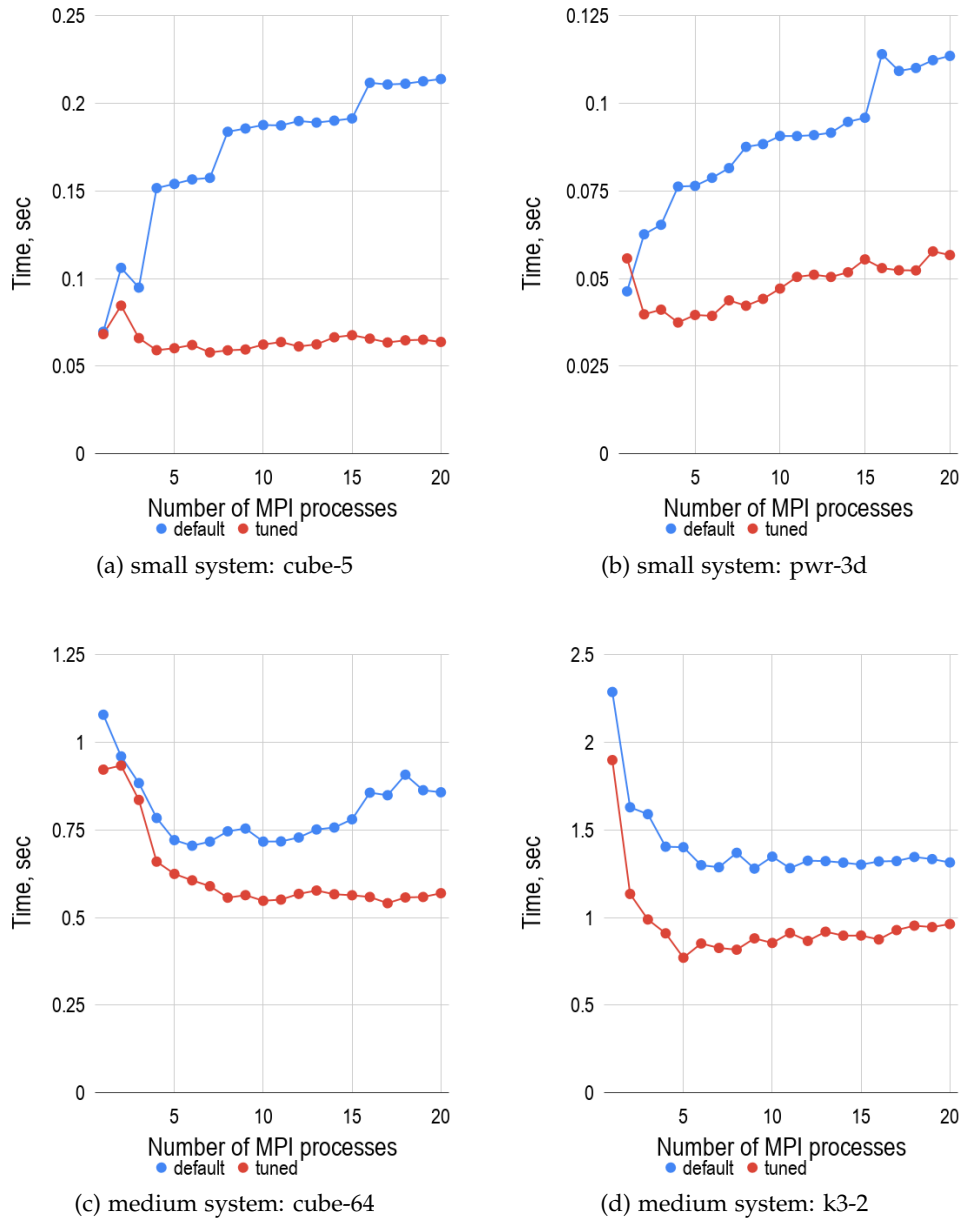 0.25
0.2
0.15
0.1
0.05
0
Time, sec
5 10 15 20
Number of MPI processes
default tuned
(a) small system: cube-5
0.125
0.1
0.075
0.05
0.025
0
Time, sec
5 10 15 20
Number of MPI processes
default tuned
(b) small system: pwr-3d
1.25
1
0.75
0.5
0.25
0
Time, sec
5 10 15 20
Number of MPI processes
default tuned
(c) medium system: cube-64
2.5
2
1.5
1
0.5
0
Time, sec
5 10 15 20
Number of MPI processes
default tuned
(d) medium system: k3-2